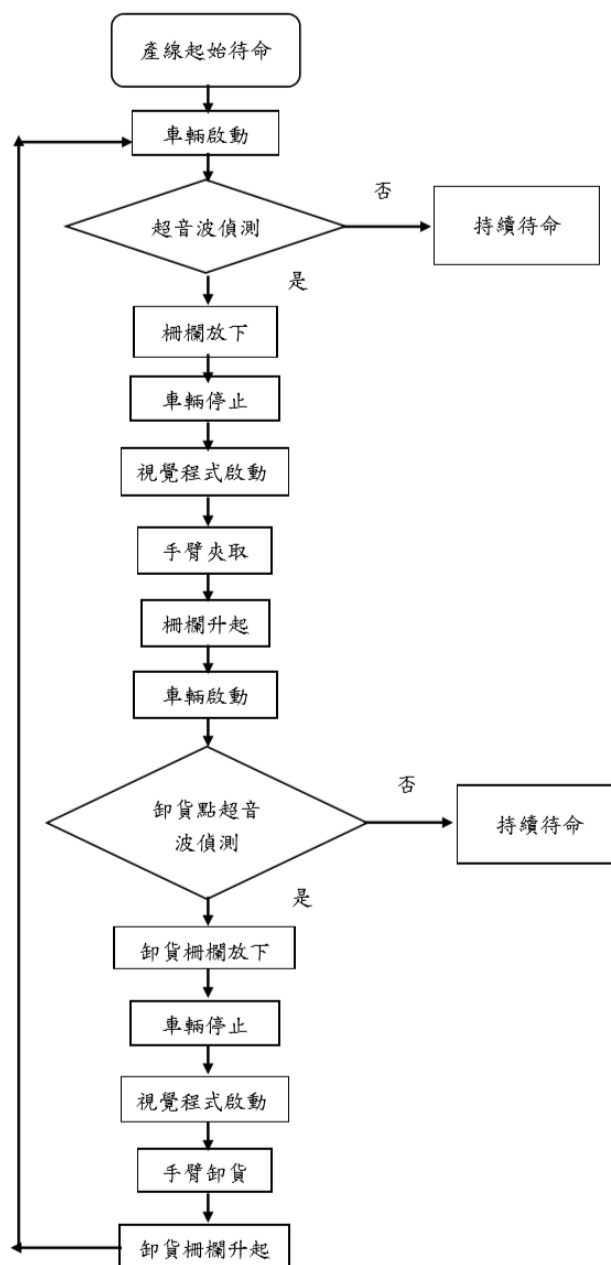 產線起始待命
車輛啟動
超音波偵測
否
持續待命
是
柵欄放下
車輛停止
視覺程式啟動
手臂夾取
柵欄升起
車輛啟動
卸貨點超音
波偵測
否
持續待命
是
卸貨柵欄放下
車輛停止
視覺程式啟動
手臂卸貨
卸貨柵欄升起